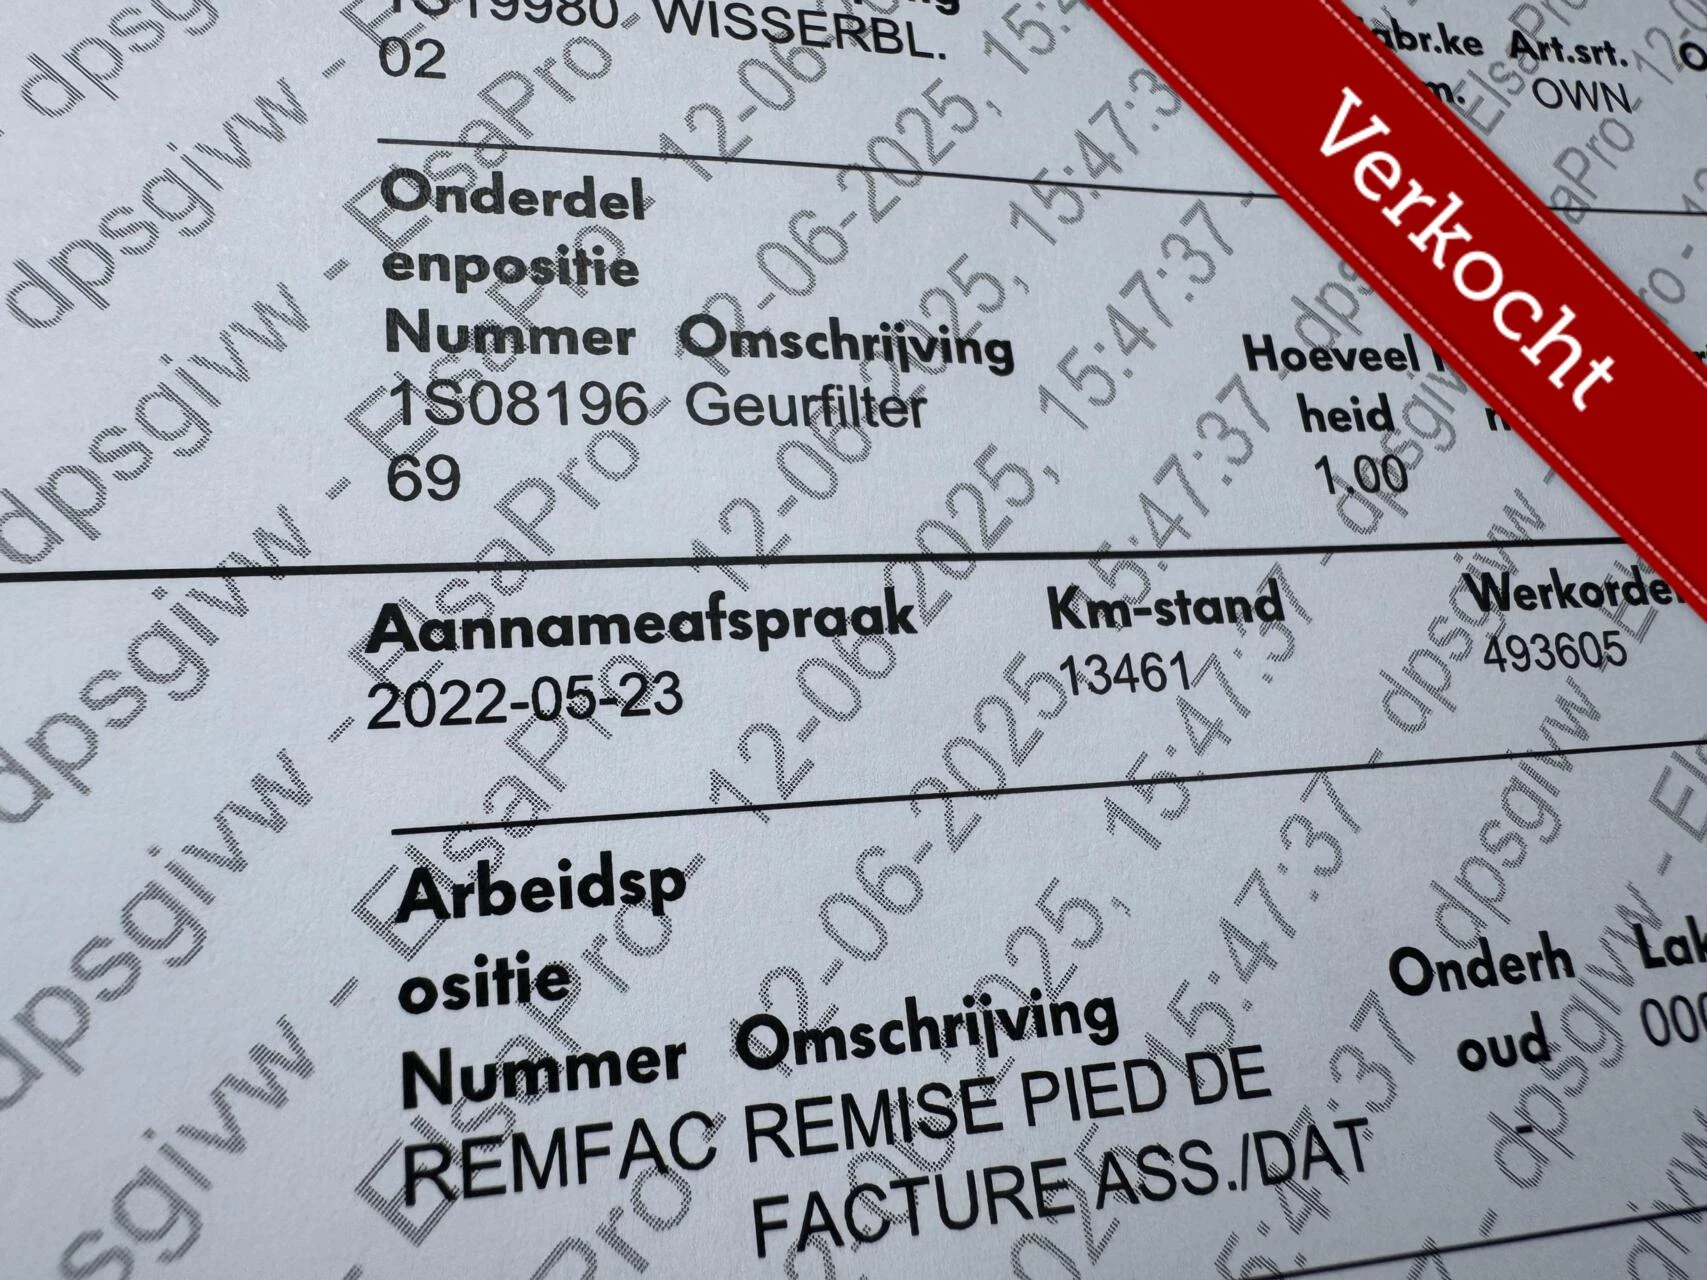 WISSERBL.
02
Art.srt.
OWN
Verkocht
Onderdel
enpositie
Nummer Omschrijving Hoeveel
heid
1S08196 Geurfilter 1.00
69
Aannameafspraak Km-stand Werkorde
2022-05-23 13461 493605
Arbeidsp
ositie
Nummer Omschrijving Onderh
oud
REMFAC REMISE PIED DE -
FACTURE ASS./DAT
dpsgivw - ElsaPro - 12-06-2025, 15:47:37 - dpsgivw - ElsaPro